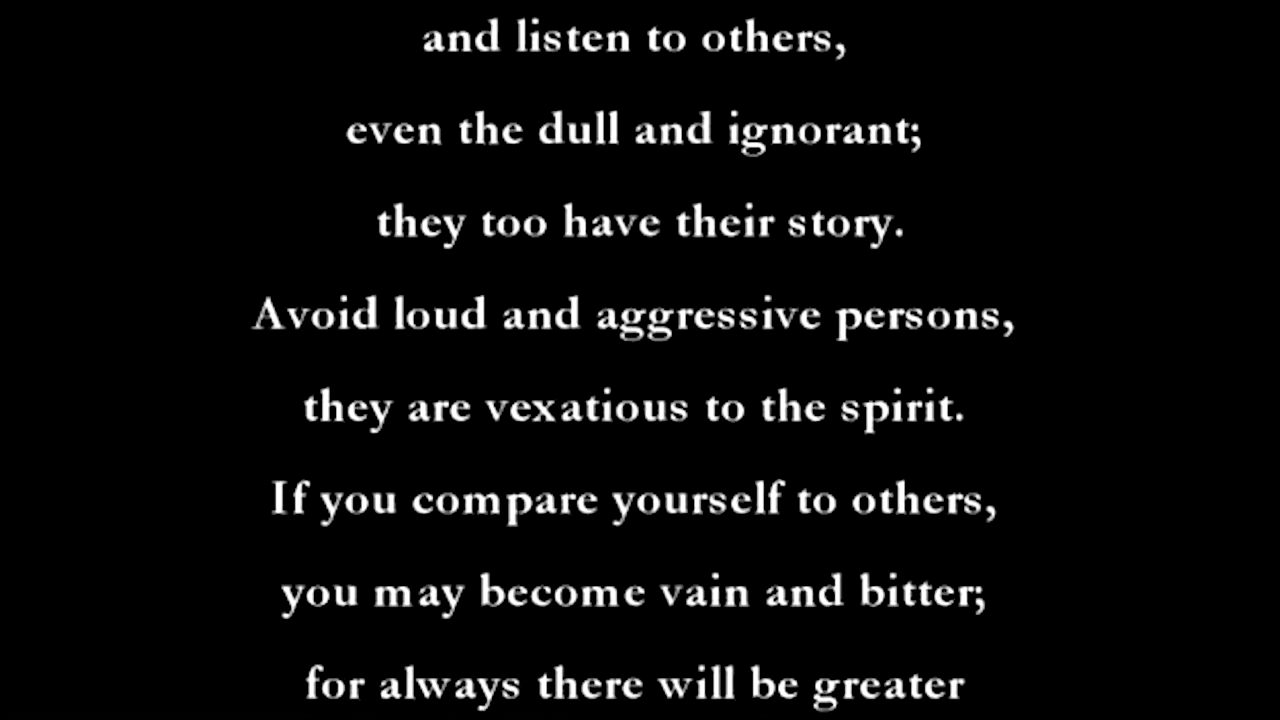 and listen to others,
even the dull and ignorant;
they too have their story.
Avoid loud and aggressive persons,
they are vexatious to the spirit.
If you compare yourself to others,
you may become vain and bitter;
for always there will be greater